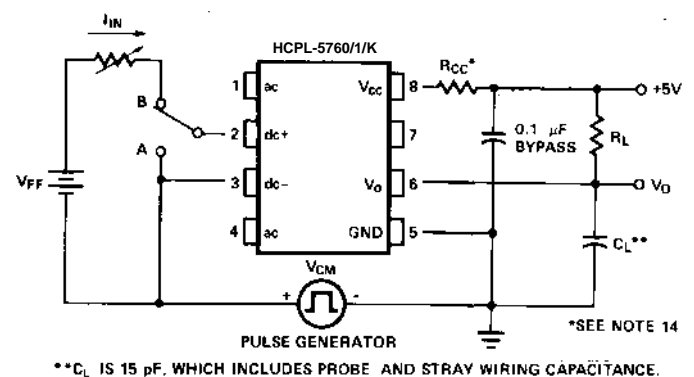 IIN
HCPL-5760/1/K
RCC*
1 ac
VCC 8
+5V
B
2 dc+
7
0.1 µF
BYPASS
RL
A
VFF
3 dc–
VO 6
VO
4 ac
GND 5
CL**
VCM
+ -
PULSE GENERATOR
*SEE NOTE 14
**CL IS 15 pF, WHICH INCLUDES PROBE AND STRAY WIRING CAPACITANCE.